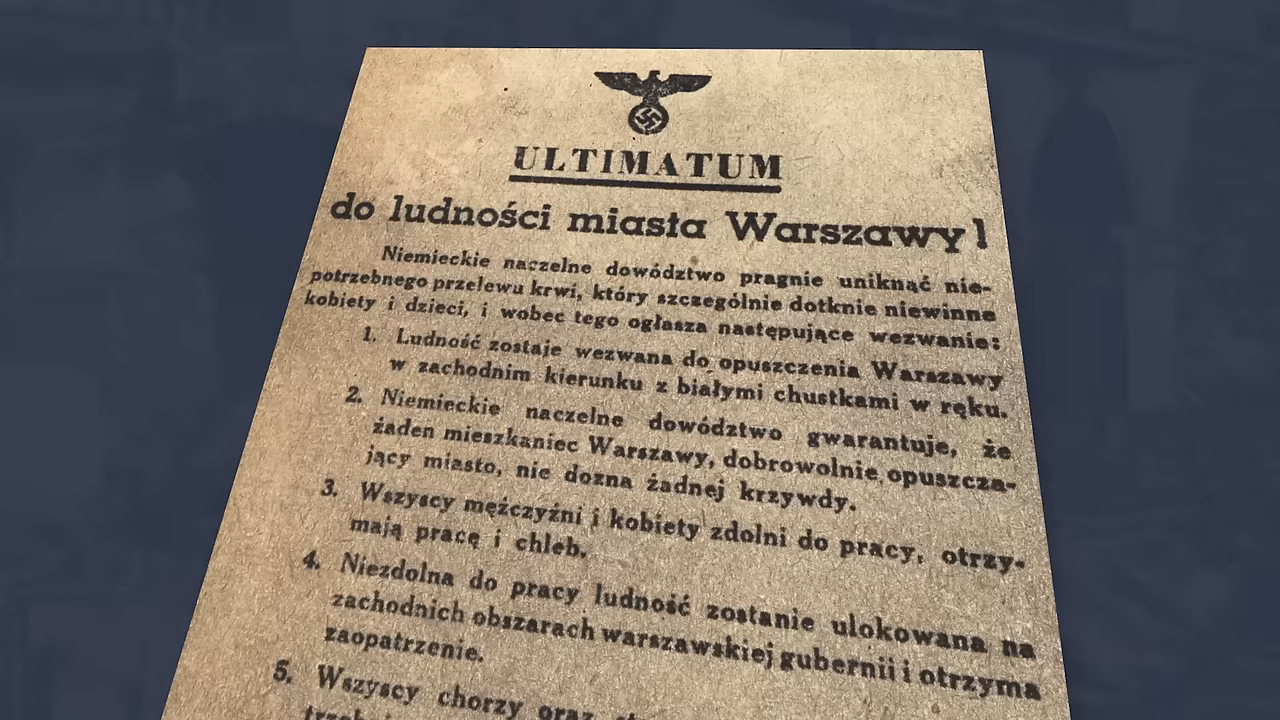 ULTIMATUM
do ludności miasta Warszawy!
Niemieckie naczelne dowództwo pragnie uniknąć nie-
potrzebnego przelewu krwi, który szczególnie dotknie niewinne
kobiety i dzieci, i wobec tego ogłasza następujące wezwanie:
1. Ludność zostaje wezwana do opuszczenia Warszawy
w zachodnim kierunku z białymi chustkami w ręku.
2. Niemieckie naczelne dowództwo gwarantuje, że
żaden mieszkaniec Warszawy, dobrowolnie opuszcza-
jący miasto, nie dozna żadnej krzywdy.
3. Wszyscy mężczyźni i kobiety zdolni do pracy, otrzy-
mają pracę i chleb.
4. Niezdolna do pracy ludność zostanie ulokowana na
zachodnich obszarach warszawskiej gubernii i otrzyma
zaopatrzenie.
5. Wszyscy chorzy oraz